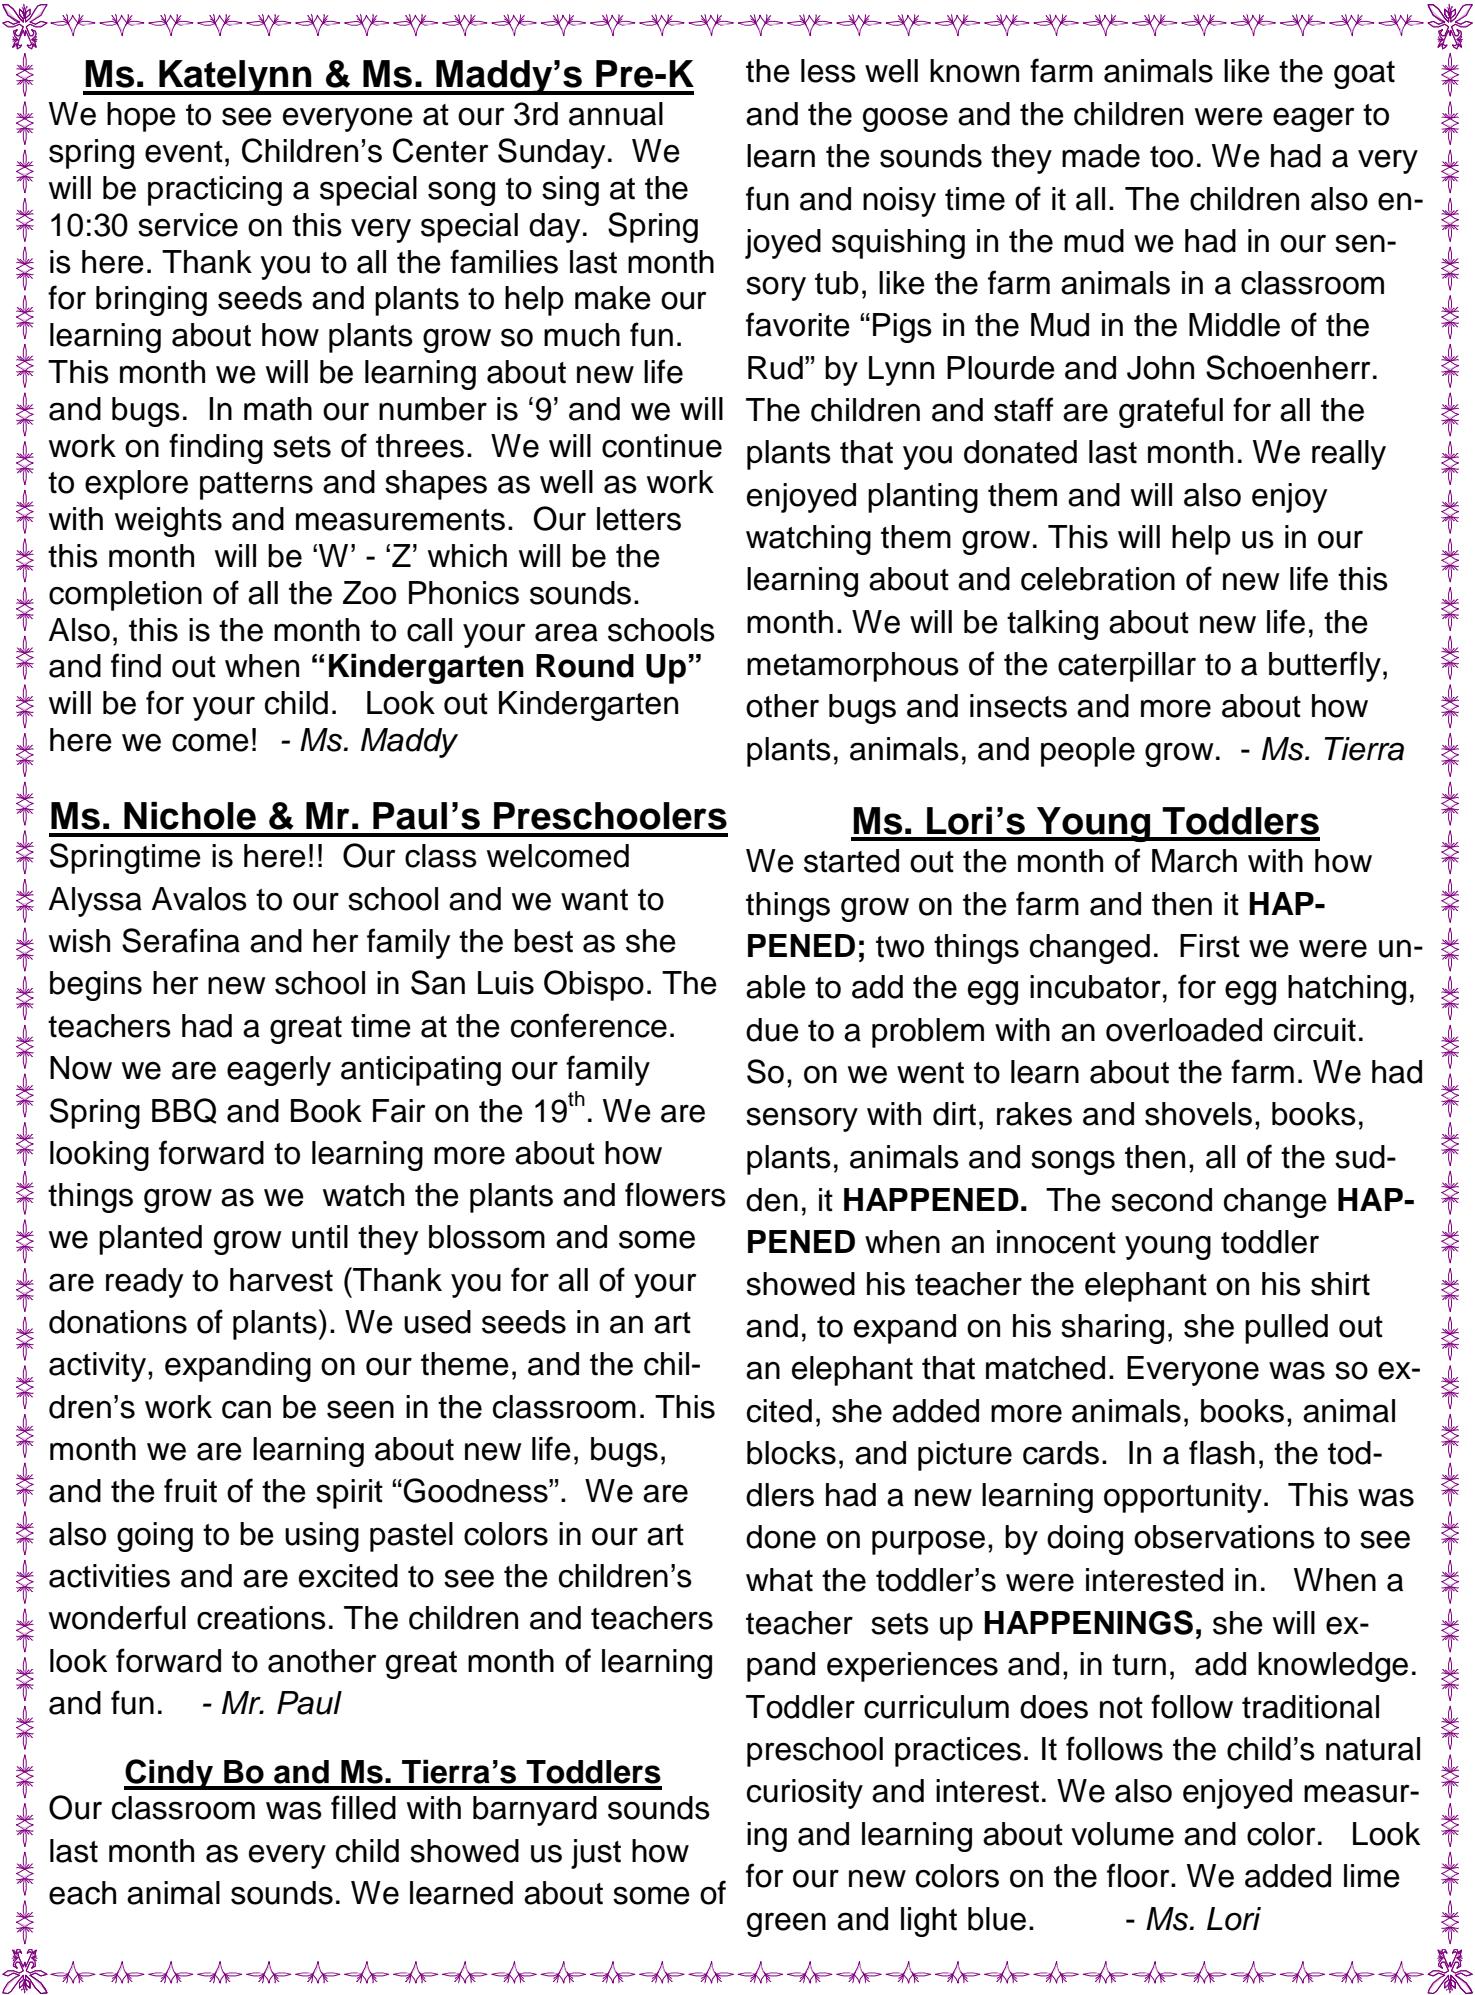 Ms. Katelynn & Ms. Maddy’s Pre-K
We hope to see everyone at our 3rd annual
spring event, Children’s Center Sunday.  We
will be practicing a special song to sing at the
10:30 service on this very special day.  Spring
is here. Thank you to all the families last month
for bringing seeds and plants to help make our
learning about how plants grow so much fun.
This month we will be learning about new life
and bugs.  In math our number is ‘9’ and we will
work on finding sets of threes.  We will continue
to explore patterns and shapes as well as work
with weights and measurements.  Our letters
this month  will be ‘W’ - ‘Z’ which will be the
completion of all the Zoo Phonics sounds.
Also, this is the month to call your area schools
and find out when “Kindergarten Round Up”
will be for your child.   Look out Kindergarten
here we come!  - Ms. Maddy
Ms. Nichole & Mr. Paul’s Preschoolers
Springtime is here!!  Our class welcomed
Alyssa Avalos to our school and we want to
wish Serafina and her family the best as she
begins her new school in San Luis Obispo. The
teachers had a great time at the conference.
Now we are eagerly anticipating our family
Spring BBQ and Book Fair on the 19th. We are
looking forward to learning more about how
things grow as we  watch the plants and flowers
we planted grow until they blossom and some
are ready to harvest (Thank you for all of your
donations of plants). We used seeds in an art
activity, expanding on our theme, and the chil-
dren’s work can be seen in the classroom. This
month we are learning about new life, bugs,
and the fruit of the spirit “Goodness”.  We are
also going to be using pastel colors in our art
activities and are excited to see the children’s
wonderful creations. The children and teachers
look forward to another great month of learning
and fun.    - Mr. Paul
Cindy Bo and Ms. Tierra’s Toddlers
Our classroom was filled with barnyard sounds
last month as every child showed us just how
each animal sounds. We learned about some of
the less well known farm animals like the goat
and the goose and the children were eager to
learn the sounds they made too. We had a very
fun and noisy time of it all. The children also en-
joyed squishing in the mud we had in our sen-
sory tub, like the farm animals in a classroom
favorite “Pigs in the Mud in the Middle of the
Rud” by Lynn Plourde and John Schoenherr.
The children and staff are grateful for all the
plants that you donated last month. We really
enjoyed planting them and will also enjoy
watching them grow. This will help us in our
learning about and celebration of new life this
month. We will be talking about new life, the
metamorphous of the caterpillar to a butterfly,
other bugs and insects and more about how
plants, animals, and people grow.  - Ms. Tierra
Ms. Lori’s Young Toddlers
We started out the month of March with how
things grow on the farm and then it HAP-
PENED; two things changed.  First we were un-
able to add the egg incubator, for egg hatching,
due to a problem with an overloaded circuit.
So, on we went to learn about the farm. We had
sensory with dirt, rakes and shovels, books,
plants, animals and songs then, all of the sud-
den, it HAPPENED.  The second change HAP-
PENED when an innocent young toddler
showed his teacher the elephant on his shirt
and, to expand on his sharing, she pulled out
an elephant that matched. Everyone was so ex-
cited, she added more animals, books, animal
blocks, and picture cards.  In a flash, the tod-
dlers had a new learning opportunity.  This was
done on purpose, by doing observations to see
what the toddler’s were interested in.   When a
teacher  sets up HAPPENINGS, she will ex-
pand experiences and, in turn,  add knowledge.
Toddler curriculum does not follow traditional
preschool practices. It follows the child’s natural
curiosity and interest. We also enjoyed measur-
ing and learning about volume and color.   Look
for our new colors on the floor. We added lime
green and light blue.          - Ms. Lori